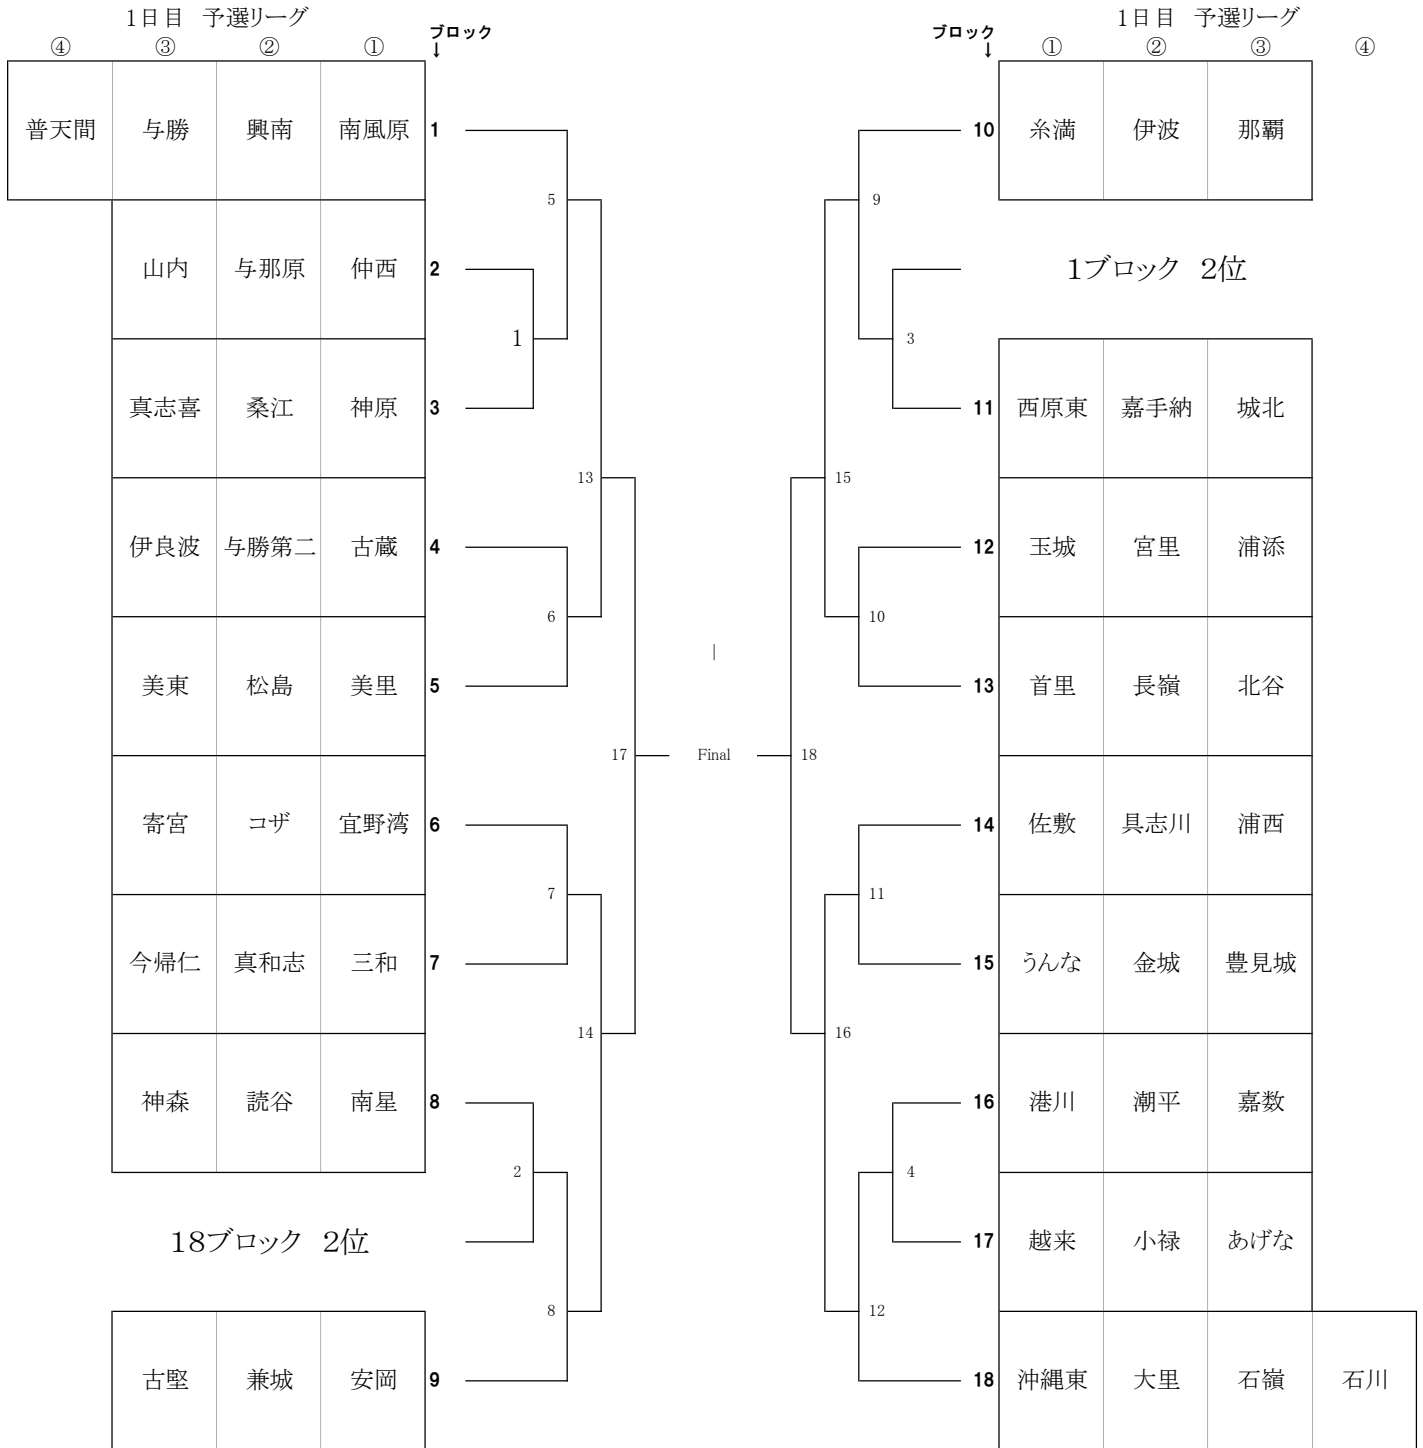 1日目　予選リーグ
1日目　予選リーグ
ブロック
ブロック
④ ③ ② ① ↓
↓ ① ② ③ ④
普天間 与勝 興南 南風原 1
10 糸満 伊波 那覇
5
9
山内 与那原 仲西 2
1ブロック　2位
1
3
真志喜 桑江 神原 3
11 西原東 嘉手納 城北
13
15
伊良波 与勝第二 古蔵 4
12 玉城 宮里 浦添
6
10
|
美東 松島 美里 5
13 首里 長嶺 北谷
17 Final 18
寄宮 コザ 宜野湾 6
14 佐敷 具志川 浦西
7
11
今帰仁 真和志 三和 7
15 うんな 金城 豊見城
14
16
神森 読谷 南星 8
16 港川 潮平 嘉数
2
4
18ブロック　2位
17 越来 小禄 あげな
8
12
古堅 兼城 安岡 9
18 沖縄東 大里 石嶺 石川